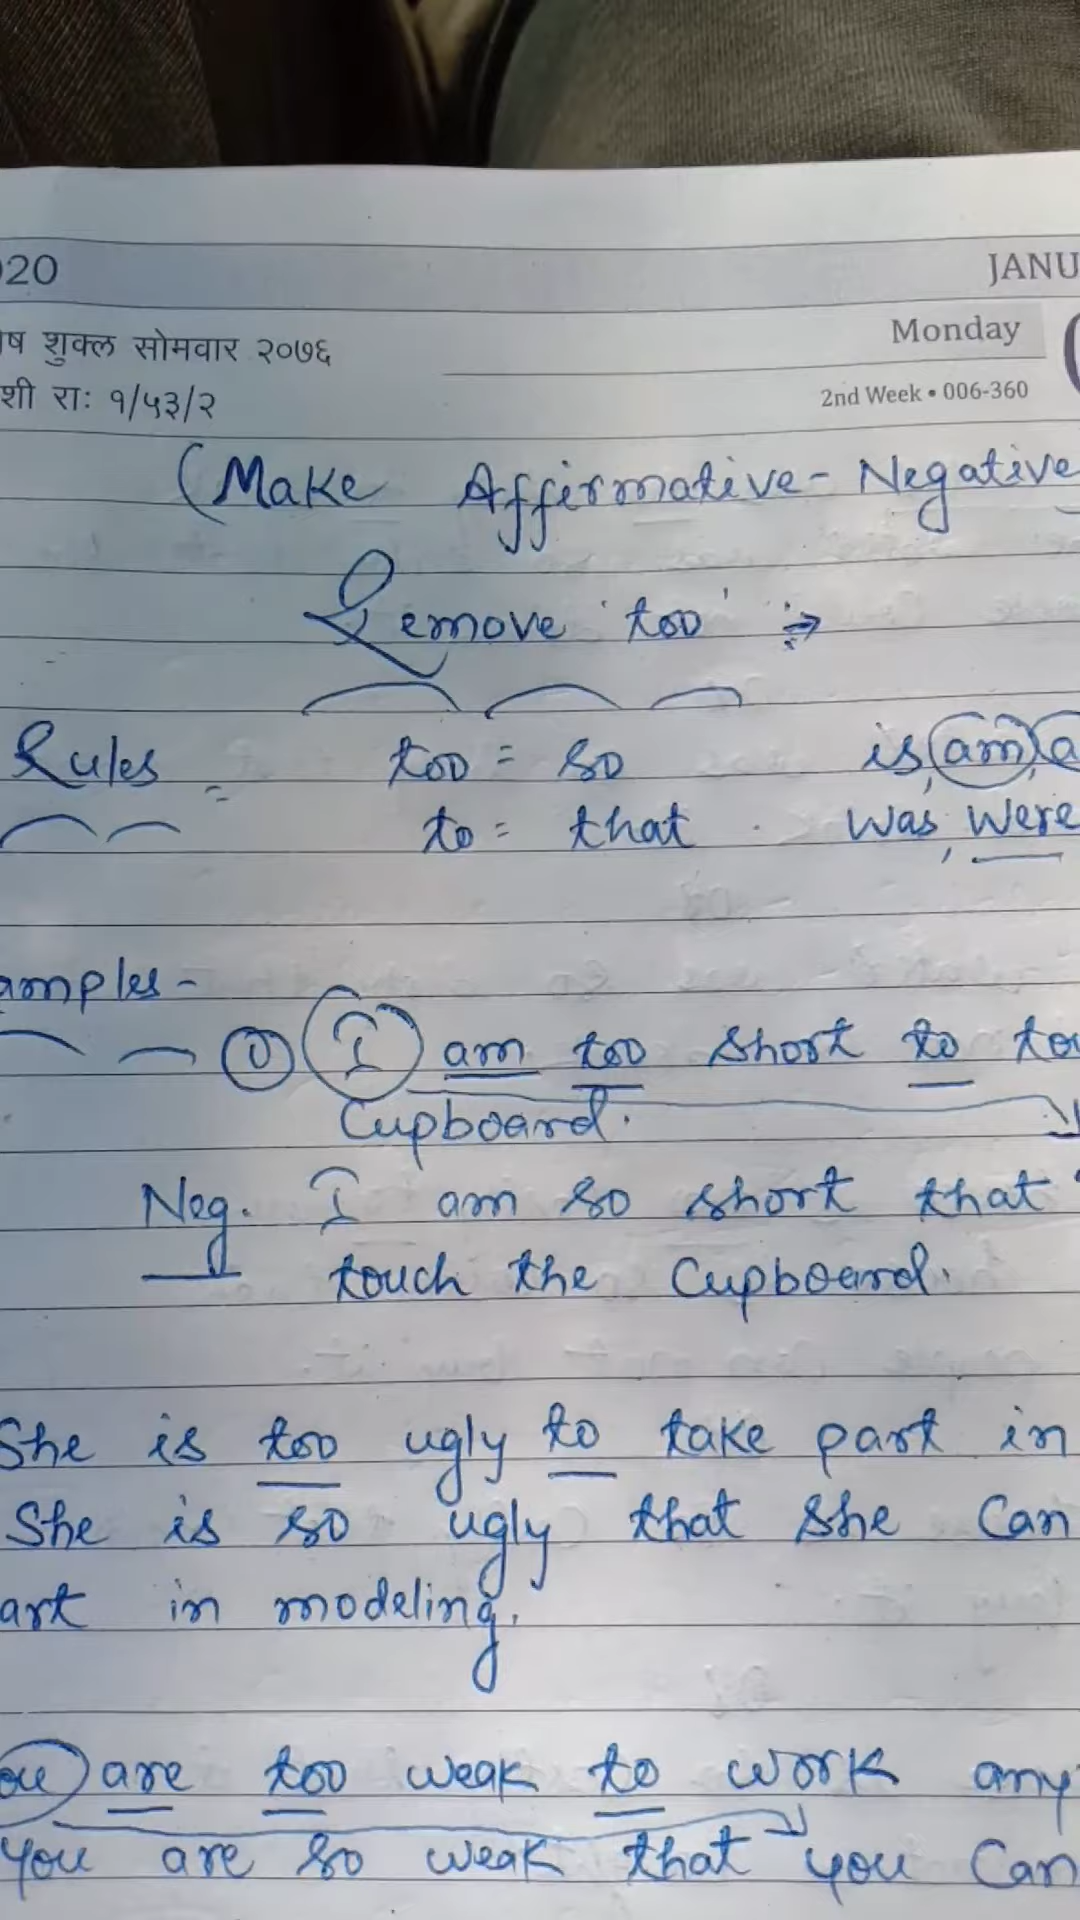 020 JANU
ष शुक्ल सोमवार २०७६ Monday
शी राः १/५३/२ 2nd Week • 006-360
(Make Affirmative - Negative
Remove 'too' ⇒
Rules = too = so is, am, a
to = that was, were
amples -
① I am too short to tou
Cupboard.
Neg. I am so short that
touch the Cupboard.
She is too ugly to take part in
She is so ugly that she Can
art in modeling.
ou are too weak to work any
you are so weak that you Can